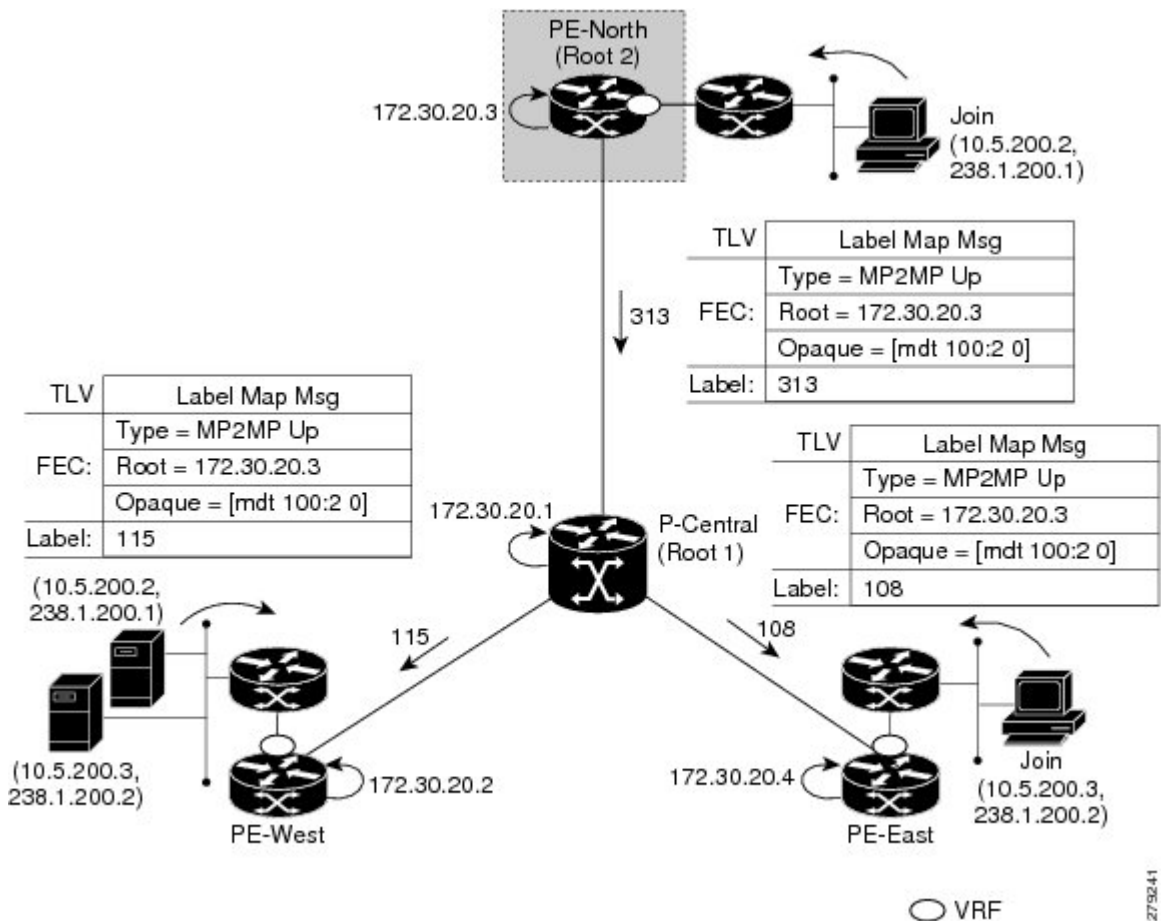 PE-North
(Root 2)
172.30.20.3
Join
(10.5.200.2,
238.1.200.1)
TLV
Label Map Msg
Type = MP2MP Up
FEC:
Root = 172.30.20.3
Opaque = [mdt 100:2 0]
Label:
313
313
TLV
Label Map Msg
Type = MP2MP Up
FEC:
Root = 172.30.20.3
Opaque = [mdt 100:2 0]
Label:
115
TLV
Label Map Msg
Type = MP2MP Up
FEC:
Root = 172.30.20.3
Opaque = [mdt 100:2 0]
Label:
108
172.30.20.1
P-Central
(Root 1)
(10.5.200.2,
238.1.200.1)
115
108
(10.5.200.3,
238.1.200.2)
172.30.20.2
PE-West
172.30.20.4
PE-East
Join
(10.5.200.3,
238.1.200.2)
VRF
279241